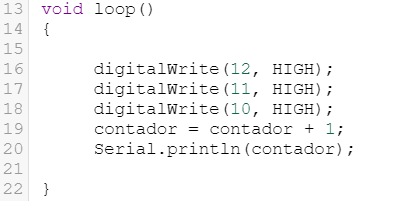 13 void loop()
14 {
15
16 digitalWrite(12, HIGH);
17 digitalWrite(11, HIGH);
18 digitalWrite(10, HIGH);
19 contador = contador + 1;
20 Serial.println(contador);
21
22 }